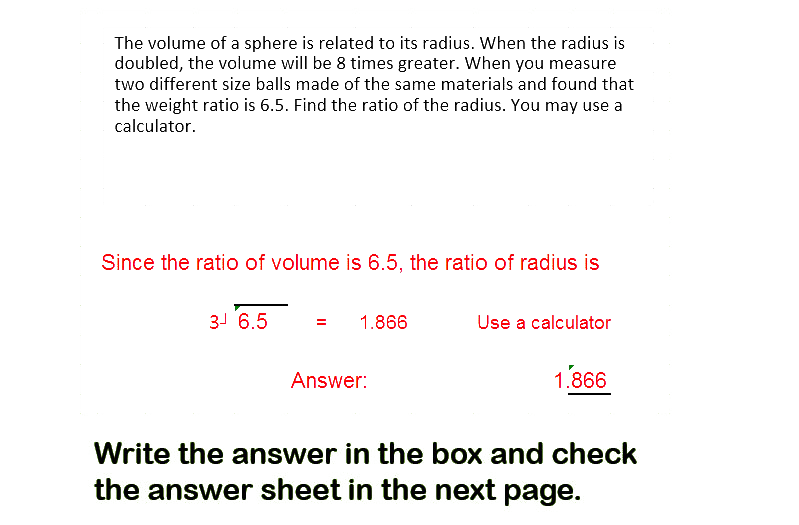 The volume of a sphere is related to its radius. When the radius is
doubled, the volume will be 8 times greater. When you measure
two different size balls made of the same materials and found that
the weight ratio is 6.5. Find the ratio of the radius. You may use a
calculator.
Since the ratio of volume is 6.5, the ratio of radius is
3┘ 6.5 = 1.866 Use a calculator
Answer: 1.866
Write the answer in the box and check
the answer sheet in the next page.